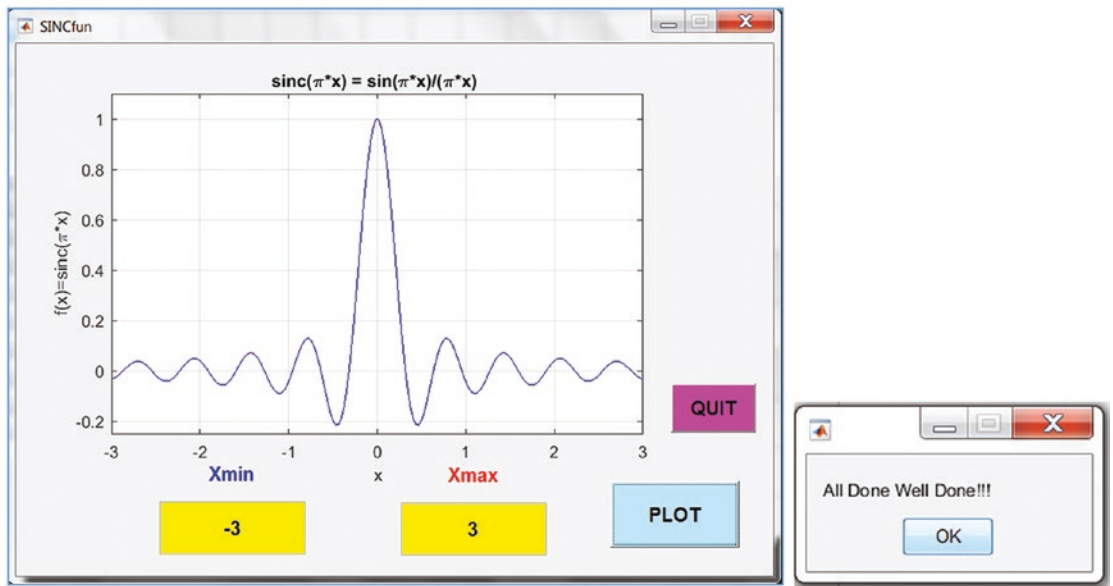 SINCfun
sinc(π*x) = sin(π*x)/(π*x)
f(x)=sinc(π*x)
1
0.8
0.6
0.4
0.2
0
-0.2
-3 -2 -1 0 1 2 3
Xmin x Xmax
-3 3
QUIT
PLOT
All Done Well Done!!!
OK